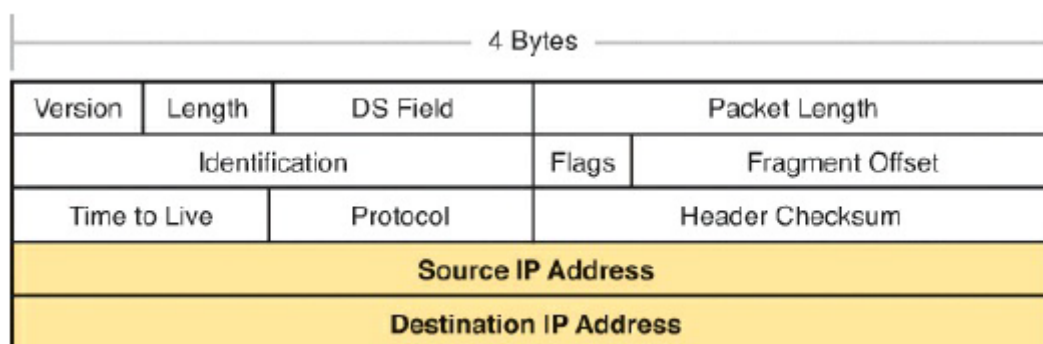 4 Bytes
Version Length DS Field Packet Length
Identification Flags Fragment Offset
Time to Live Protocol Header Checksum
Source IP Address
Destination IP Address